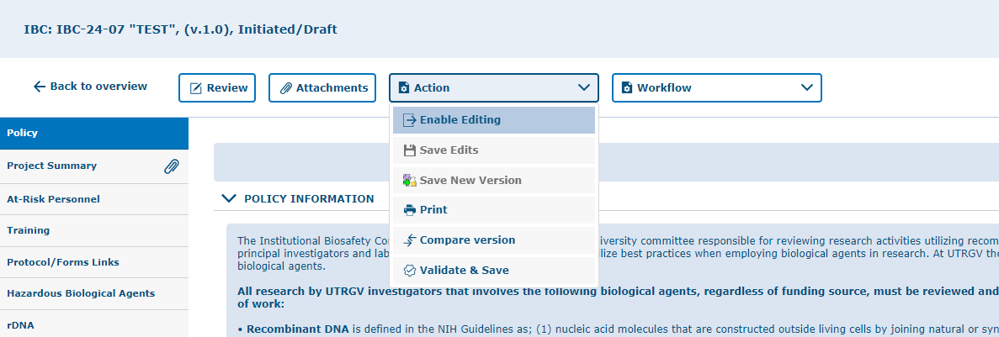 IBC: IBC-24-07 "TEST", (v.1.0), Initiated/Draft
Back to overview
Review
Attachments
Action
Workflow
Enable Editing
Save Edits
Save New Version
Print
Compare version
Validate & Save
Policy
Project Summary
At-Risk Personnel
Training
Protocol/Forms Links
Hazardous Biological Agents
rDNA
POLICY INFORMATION
The Institutional Biosafety Co iversity committee responsible for reviewing research activities utilizing recom
principal investigators and lab ilize best practices when employing biological agents in research. At UTRGV the
biological agents.
All research by UTRGV investigators that involves the following biological agents, regardless of funding source, must be reviewed and
of work:
• Recombinant DNA is defined in the NIH Guidelines as; (1) nucleic acid molecules that are constructed outside living cells by joining natural or syn